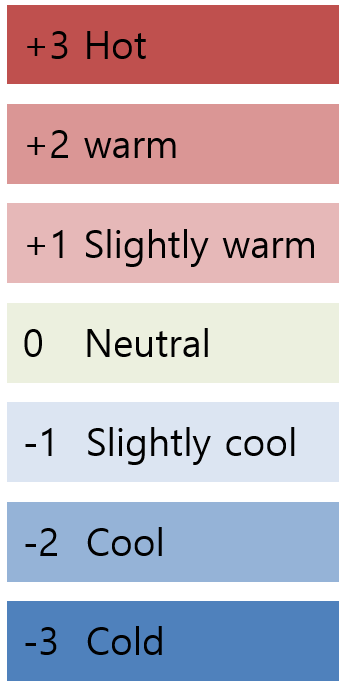 +3 Hot
+2 warm
+1 Slightly warm
0 Neutral
-1 Slightly cool
-2 Cool
-3 Cold